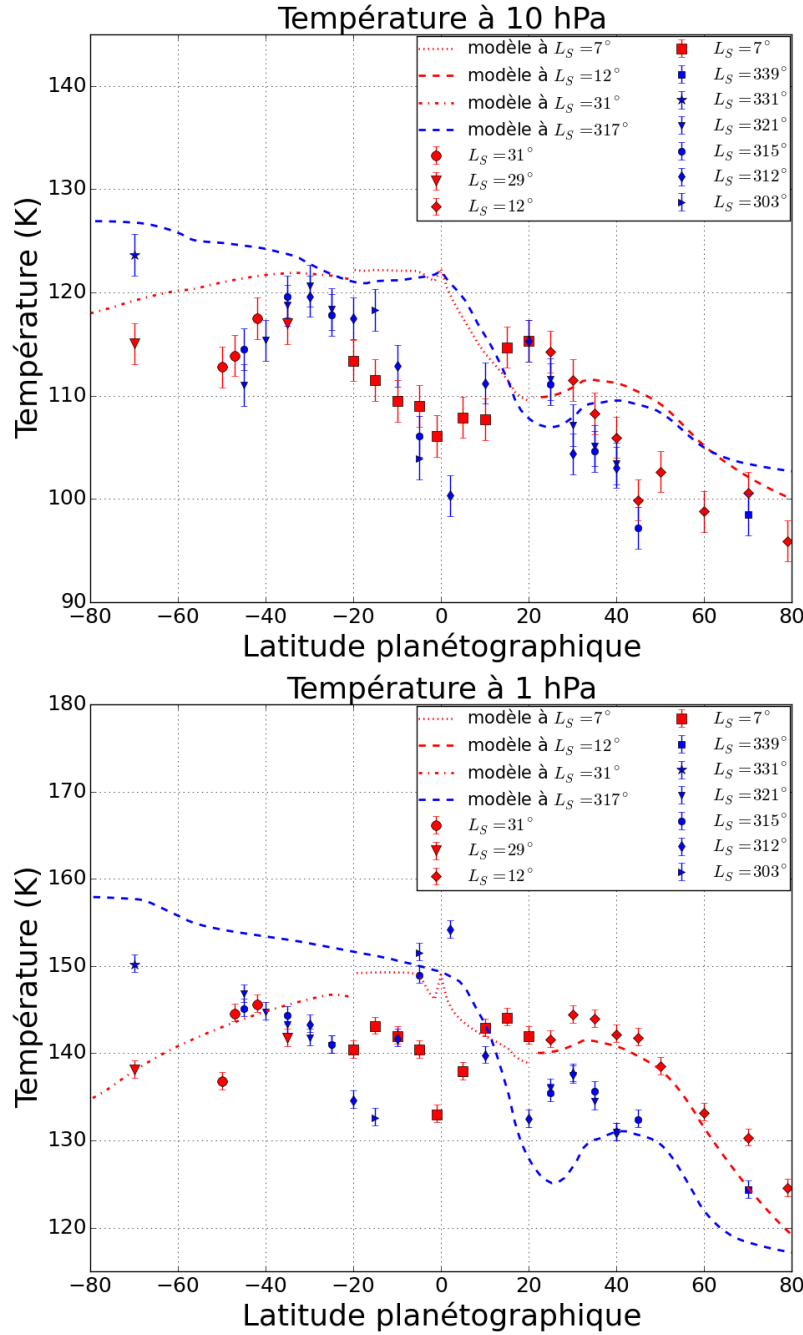 Température à 10 hPa
modèle à L_S =7°
modèle à L_S =12°
modèle à L_S =31°
modèle à L_S =317°
L_S =31°
L_S =29°
L_S =12°
L_S =7°
L_S =339°
L_S =331°
L_S =321°
L_S =315°
L_S =312°
L_S =303°
Température (K)
140
130
120
110
100
90
−80 −60 −40 −20 0 20 40 60 80
Latitude planétographique
Température à 1 hPa
modèle à L_S =7°
modèle à L_S =12°
modèle à L_S =31°
modèle à L_S =317°
L_S =31°
L_S =29°
L_S =12°
L_S =7°
L_S =339°
L_S =331°
L_S =321°
L_S =315°
L_S =312°
L_S =303°
Température (K)
180
170
160
150
140
130
120
−80 −60 −40 −20 0 20 40 60 80
Latitude planétographique